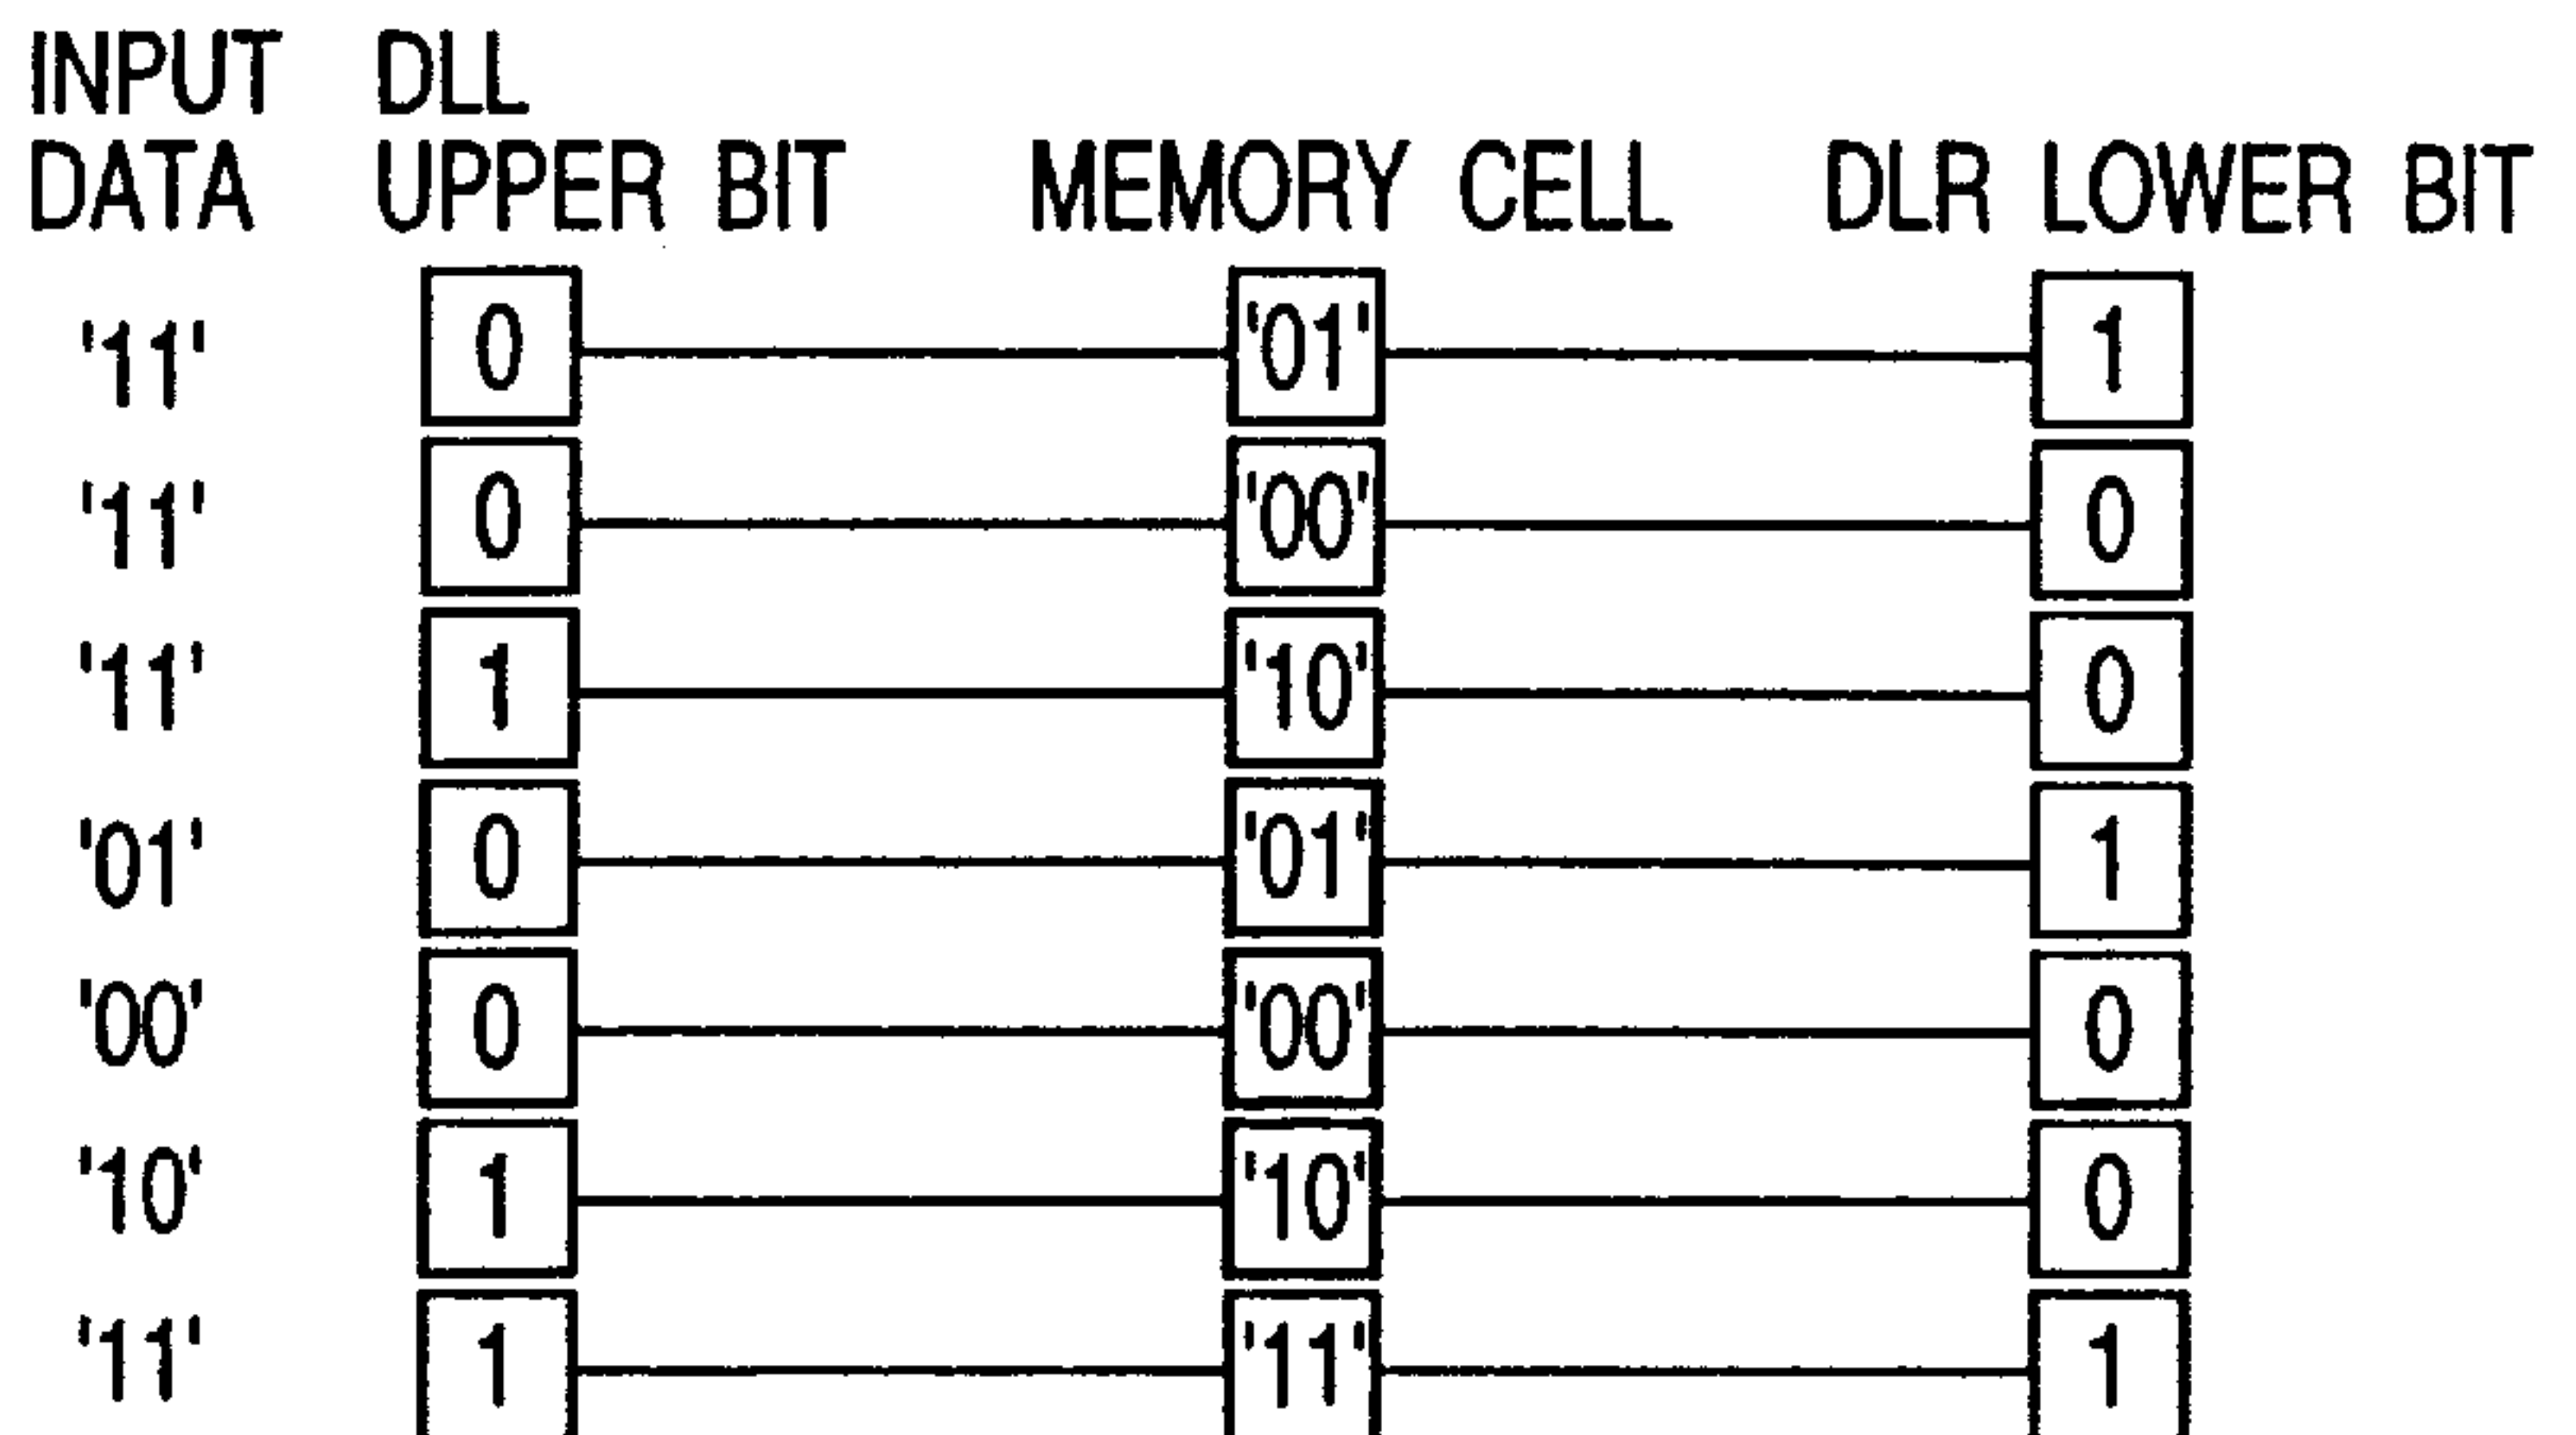 INPUT DLL
DATA UPPER BIT MEMORY CELL DLR LOWER BIT
'11' 0 '01' 1
'11' 0 '00' 0
'11' 1 '10' 0
'01' 0 '01' 1
'00' 0 '00' 0
'10' 1 '10' 0
'11' 1 '11' 1